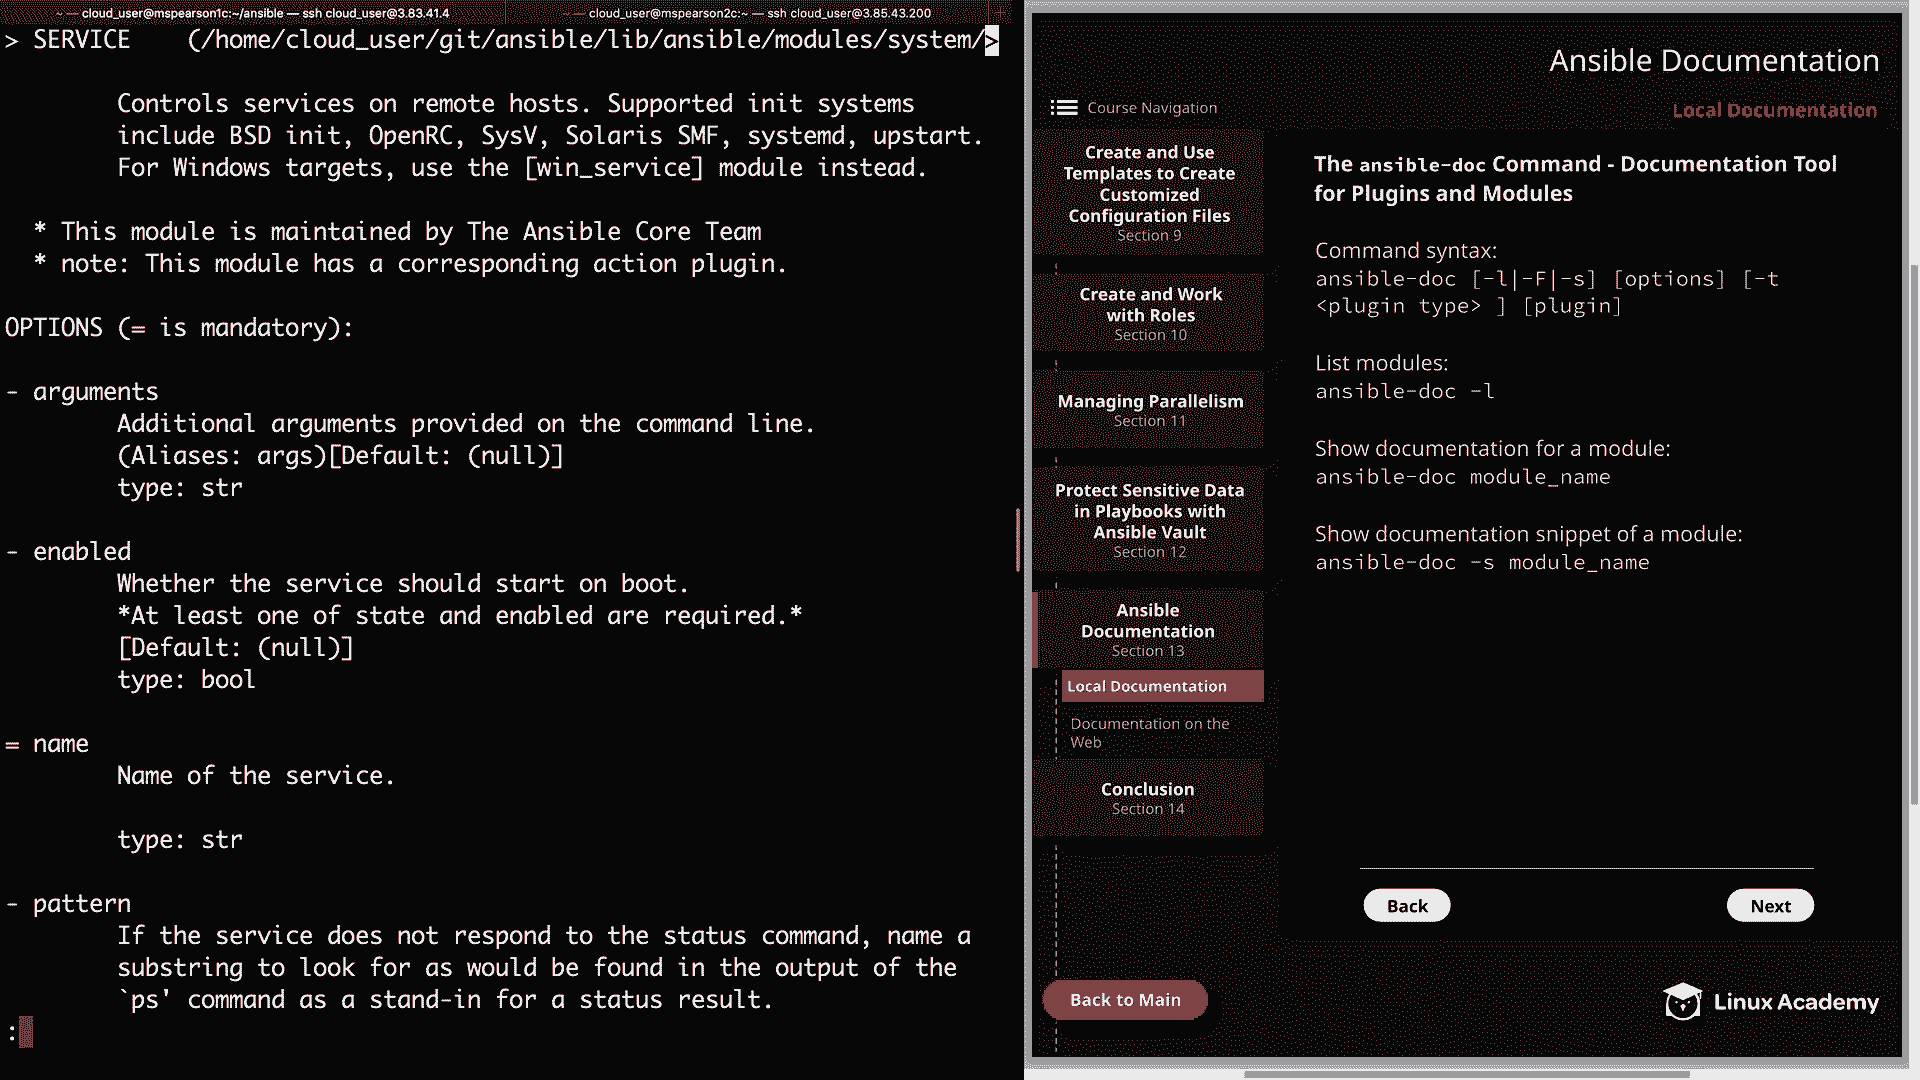 ~ — cloud_user@mspearson1c:~/ansible — ssh cloud_user@3.83.41.4
~ — cloud_user@mspearson2c:~ — ssh cloud_user@3.85.43.200
> SERVICE    (/home/cloud_user/git/ansible/lib/ansible/modules/system/>
Controls services on remote hosts. Supported init systems
include BSD init, OpenRC, SysV, Solaris SMF, systemd, upstart.
For Windows targets, use the [win_service] module instead.
* This module is maintained by The Ansible Core Team
* note: This module has a corresponding action plugin.
OPTIONS (= is mandatory):
- arguments
Additional arguments provided on the command line.
(Aliases: args)[Default: (null)]
type: str
- enabled
Whether the service should start on boot.
*At least one of state and enabled are required.*
[Default: (null)]
type: bool
= name
Name of the service.
type: str
- pattern
If the service does not respond to the status command, name a
substring to look for as would be found in the output of the
`ps' command as a stand-in for a status result.
:
Ansible Documentation
Course Navigation
Local Documentation
Create and Use
Templates to Create
Customized
Configuration Files
Section 9
Create and Work
with Roles
Section 10
Managing Parallelism
Section 11
Protect Sensitive Data
in Playbooks with
Ansible Vault
Section 12
Ansible
Documentation
Section 13
Local Documentation
Documentation on the
Web
Conclusion
Section 14
Back to Main
The ansible-doc Command - Documentation Tool
for Plugins and Modules
Command syntax:
ansible-doc [-l|-F|-s] [options] [-t
<plugin type> ] [plugin]
List modules:
ansible-doc -l
Show documentation for a module:
ansible-doc module_name
Show documentation snippet of a module:
ansible-doc -s module_name
Back
Next
Linux Academy